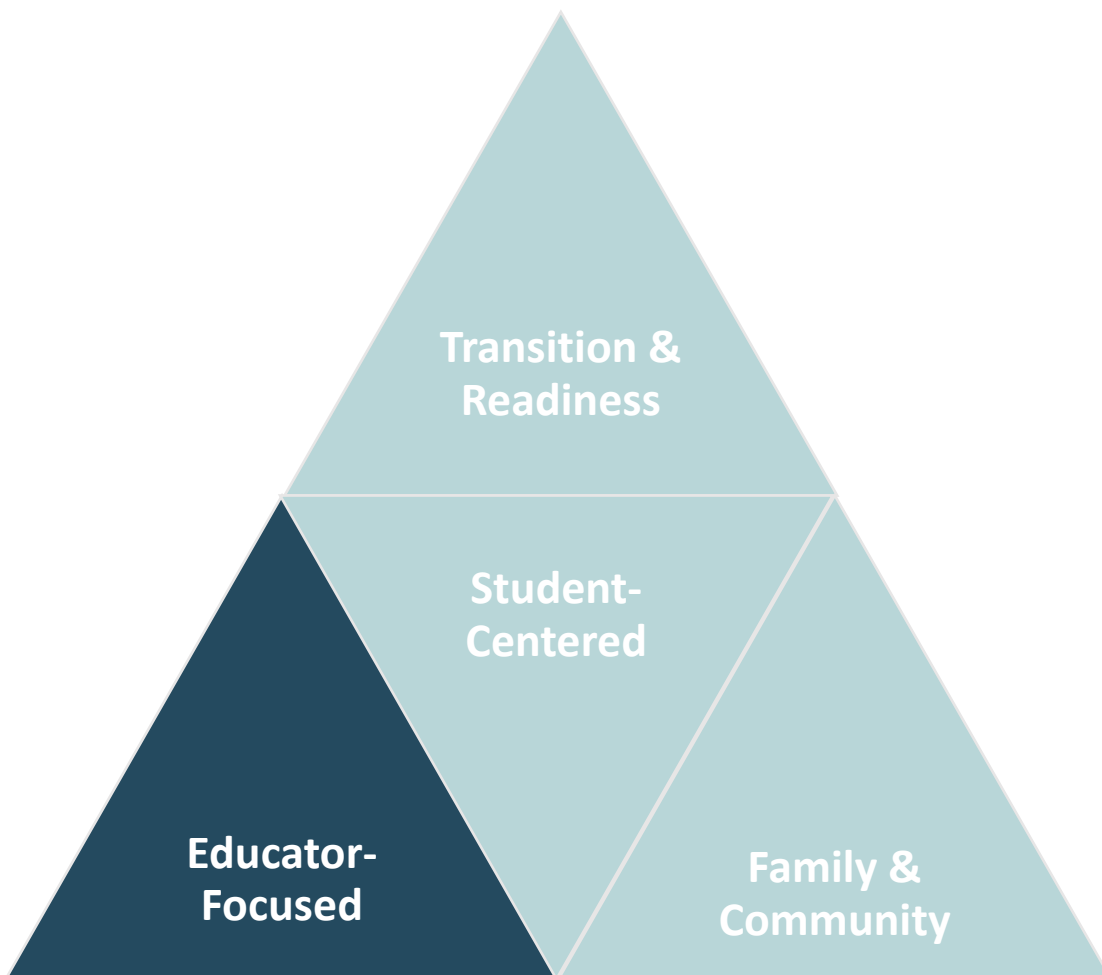 Transition &
Readiness
Student-
Centered
Educator-
Focused
Family &
Community